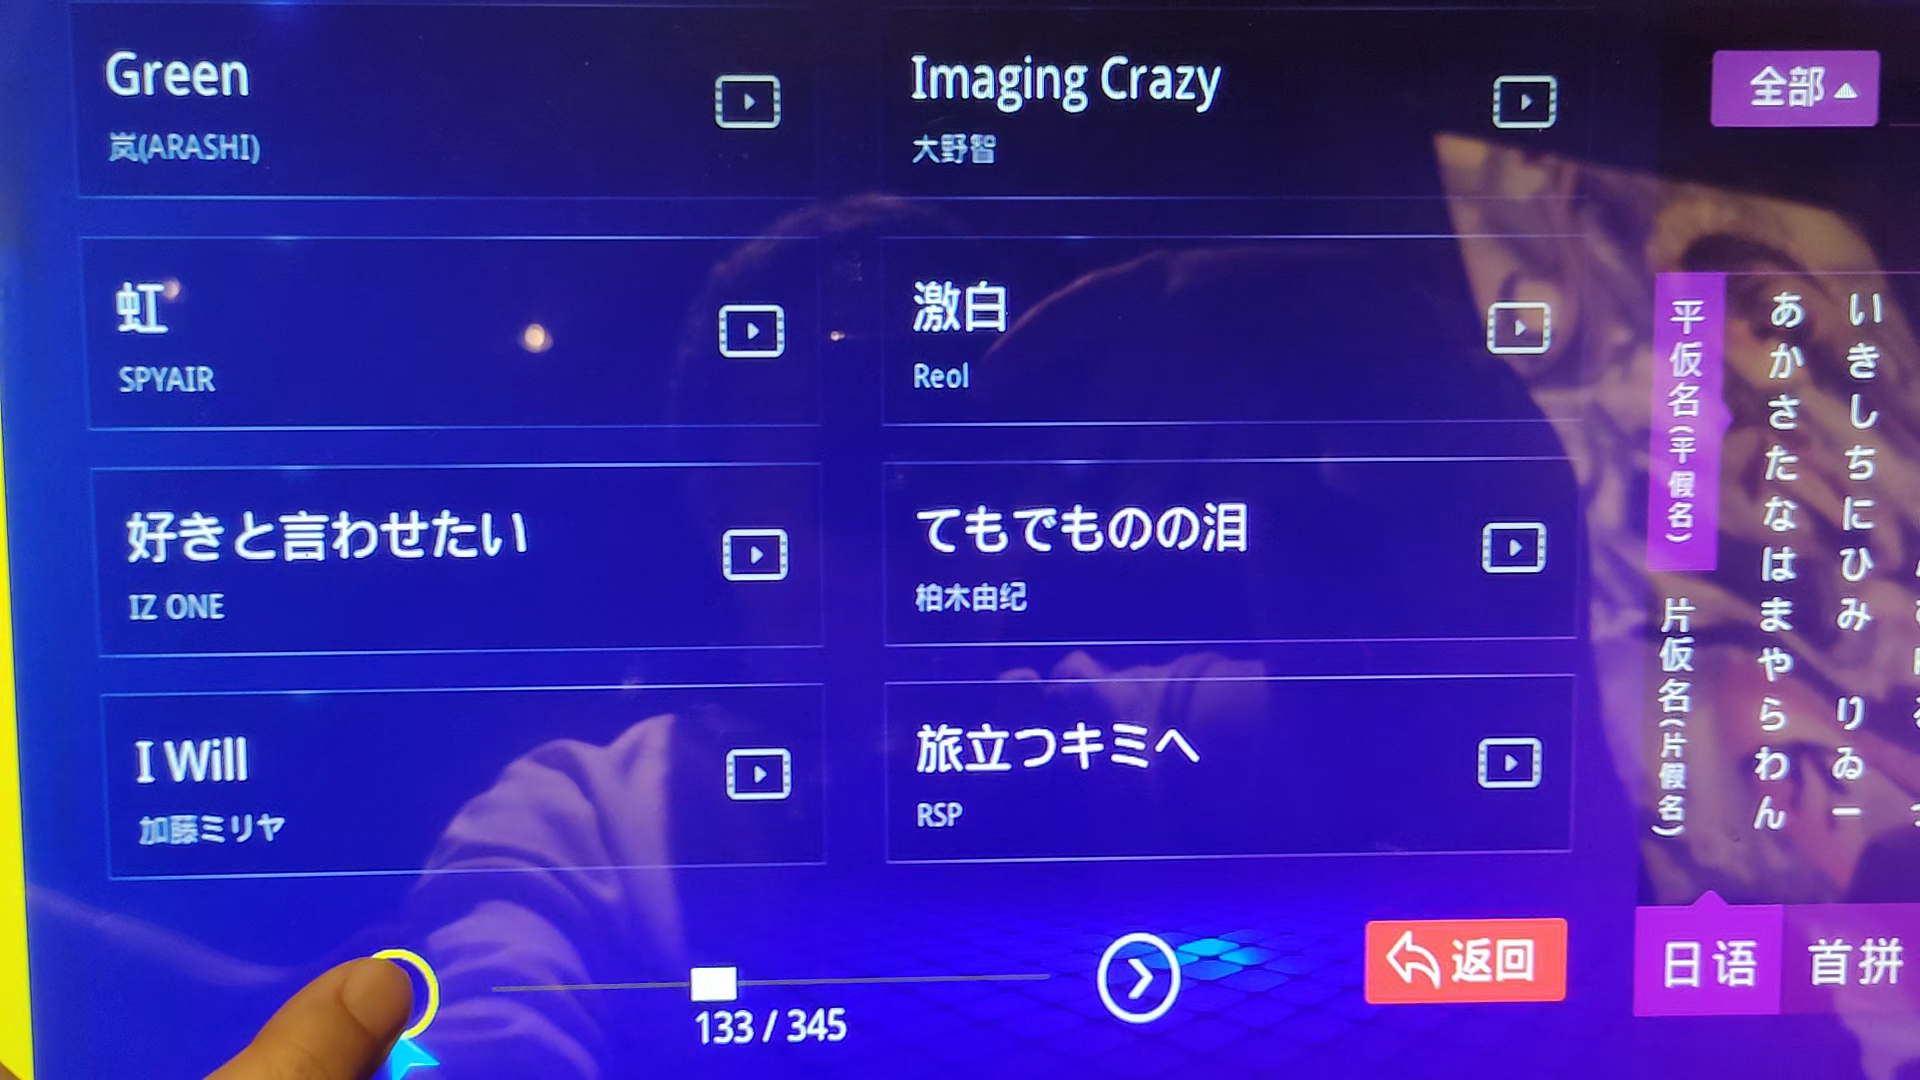 Green
岚(ARASHI)
Imaging Crazy
大野智
全部
虹
SPYAIR
激白
Reol
好きと言わせたい
IZ ONE
てもでものの泪
柏木由纪
I Will
加藤ミリヤ
旅立つキミへ
RSP
平仮名(平假名)
片仮名(片假名)
あかさたなはまやらわん
いきしちにひみ りゐー
133 / 345
返回
日语
首拼